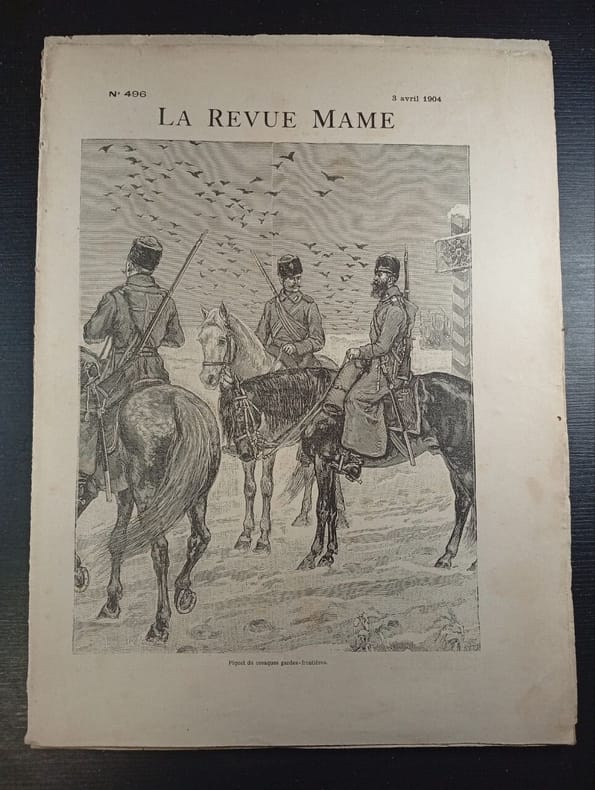 N° 496
3 avril 1904
LA REVUE MAME
Piquet de cosaques gardes-frontières.